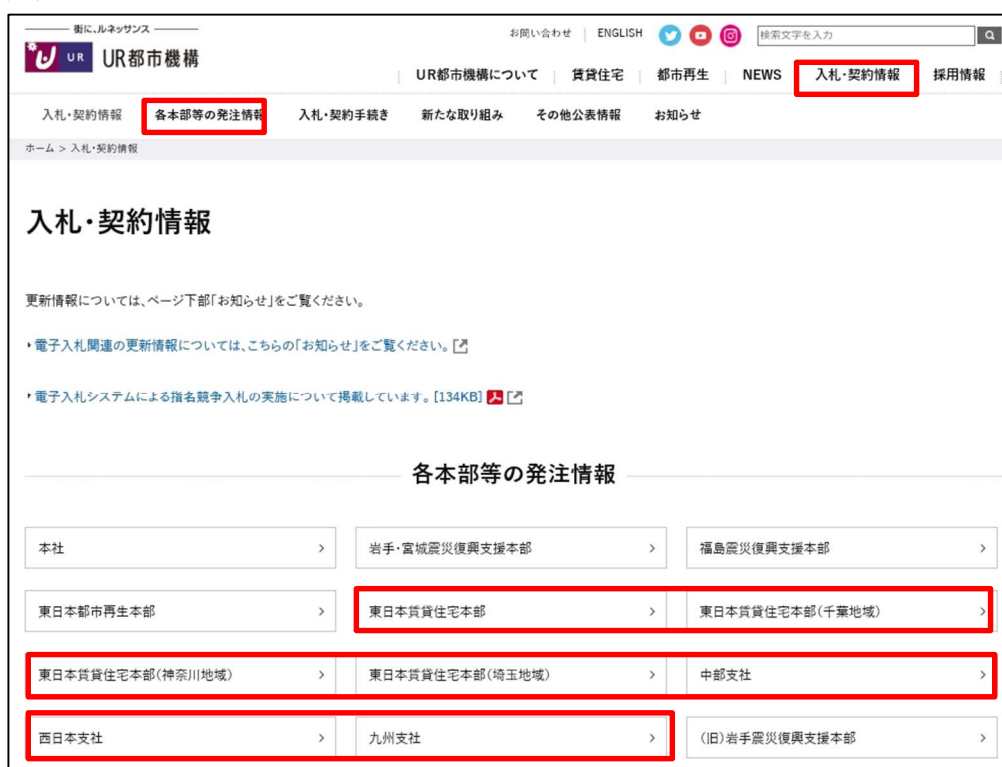 街に、ルネッサンス
お問い合わせ ENGLISH 検索文字を入力
UR UR都市機構
UR都市機構について 賃貸住宅 都市再生 NEWS 入札・契約情報 採用情報
入札・契約情報 各本部等の発注情報 入札・契約手続き 新たな取り組み その他公表情報 お知らせ
ホーム > 入札・契約情報
入札・契約情報
更新情報については、ページ下部「お知らせ」をご覧ください。
電子入札関連の更新情報については、こちらの「お知らせ」をご覧ください。
電子入札システムによる指名競争入札の実施について掲載しています。[134KB]
各本部等の発注情報
本社 > 岩手・宮城震災復興支援本部 > 福島震災復興支援本部 >
東日本都市再生本部 > 東日本賃貸住宅本部 > 東日本賃貸住宅本部(千葉地域) >
東日本賃貸住宅本部(神奈川地域) > 東日本賃貸住宅本部(埼玉地域) > 中部支社 >
西日本支社 > 九州支社 > (旧)岩手震災復興支援本部 >